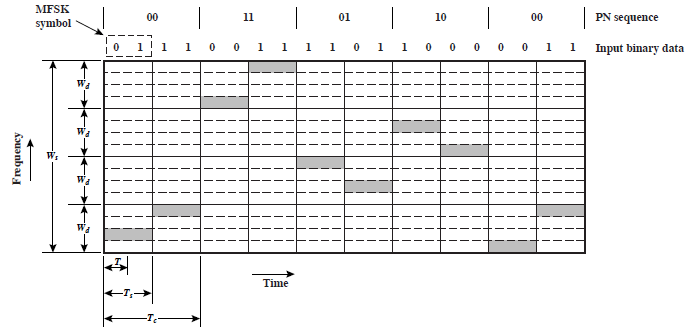 MFSK
symbol
00 11 01 10 00 PN sequence
0 1 1 1 0 0 1 1 1 1 0 1 1 0 0 0 0 0 1 1 Input binary data
Frequency
Ws
Wd
Wd
Wd
Wd
T
Ts
Tc
Time